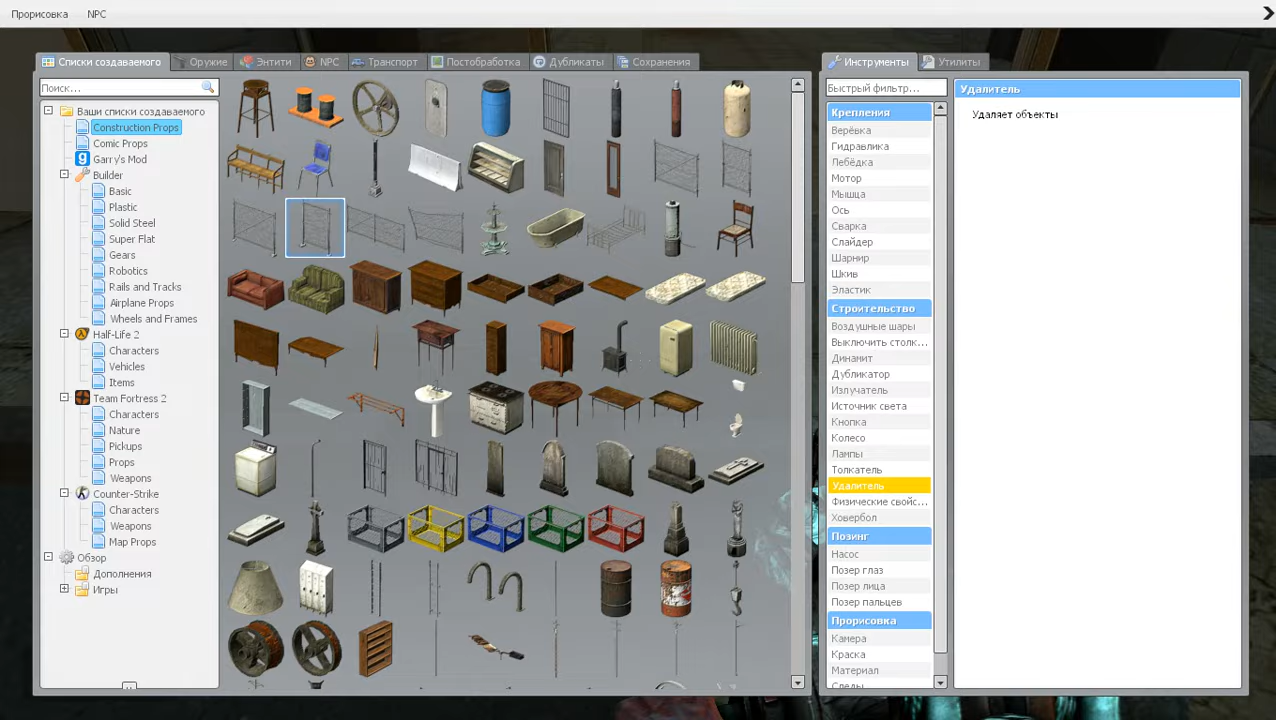 Прорисовка NPC
Списки создаваемого Оружие Энтити NPC Транспорт Постобработка Дубликаты Сохранения
Поиск...
Ваши списки создаваемого
Construction Props
Comic Props
Garry's Mod
Builder
Basic
Plastic
Solid Steel
Super Flat
Gears
Robotics
Rails and Tracks
Airplane Props
Wheels and Frames
Half-Life 2
Characters
Vehicles
Items
Team Fortress 2
Characters
Nature
Pickups
Props
Weapons
Counter-Strike
Characters
Weapons
Map Props
Обзор
Дополнения
Игры
Инструменты Утилиты
Быстрый фильтр...
Крепления
Верёвка
Гидравлика
Лебёдка
Мотор
Мышца
Ось
Сварка
Слайдер
Шарнир
Шкив
Эластик
Строительство
Воздушные шары
Выключить столк...
Динамит
Дубликатор
Излучатель
Источник света
Кнопка
Колесо
Лампы
Толкатель
Удалитель
Физические свойс...
Ховербол
Позинг
Насос
Позер глаз
Позер лица
Позер пальцев
Прорисовка
Камера
Краска
Материал
Следы
Удалитель
Удаляет объекты